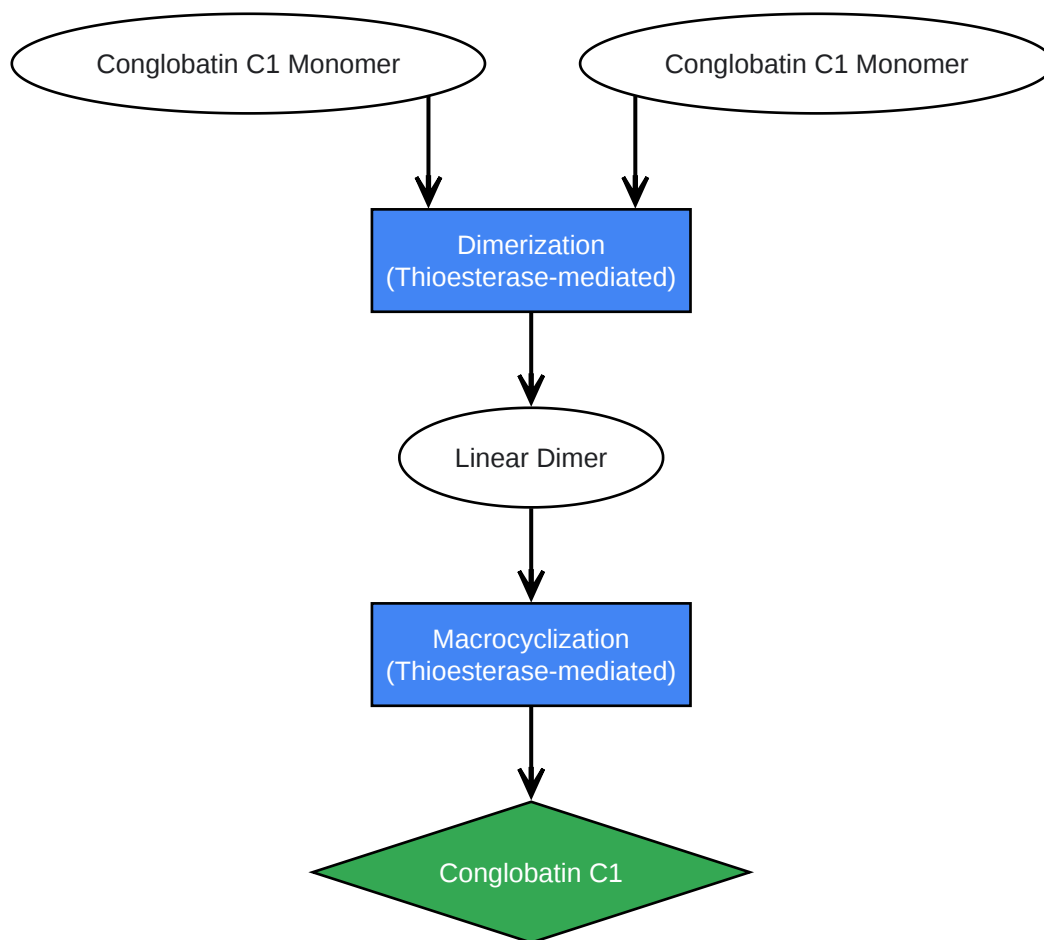 Conglobatin C1 Monomer
Conglobatin C1 Monomer
Dimerization
(Thioesterase-mediated)
Linear Dimer
Macrocyclization
(Thioesterase-mediated)
Conglobatin C1